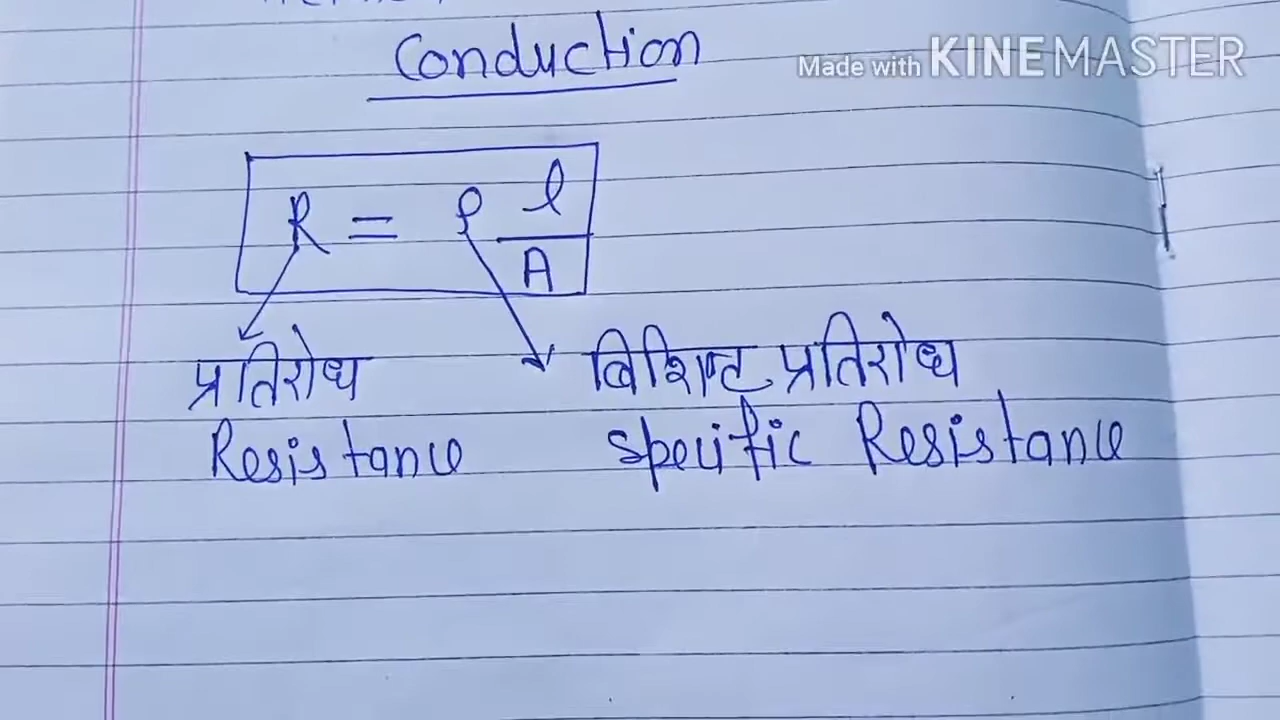 Conduction
Made with KINEMASTER
R = ρ l/A
प्रतिरोध
विशिष्ट प्रतिरोध
Resistance
specific Resistance